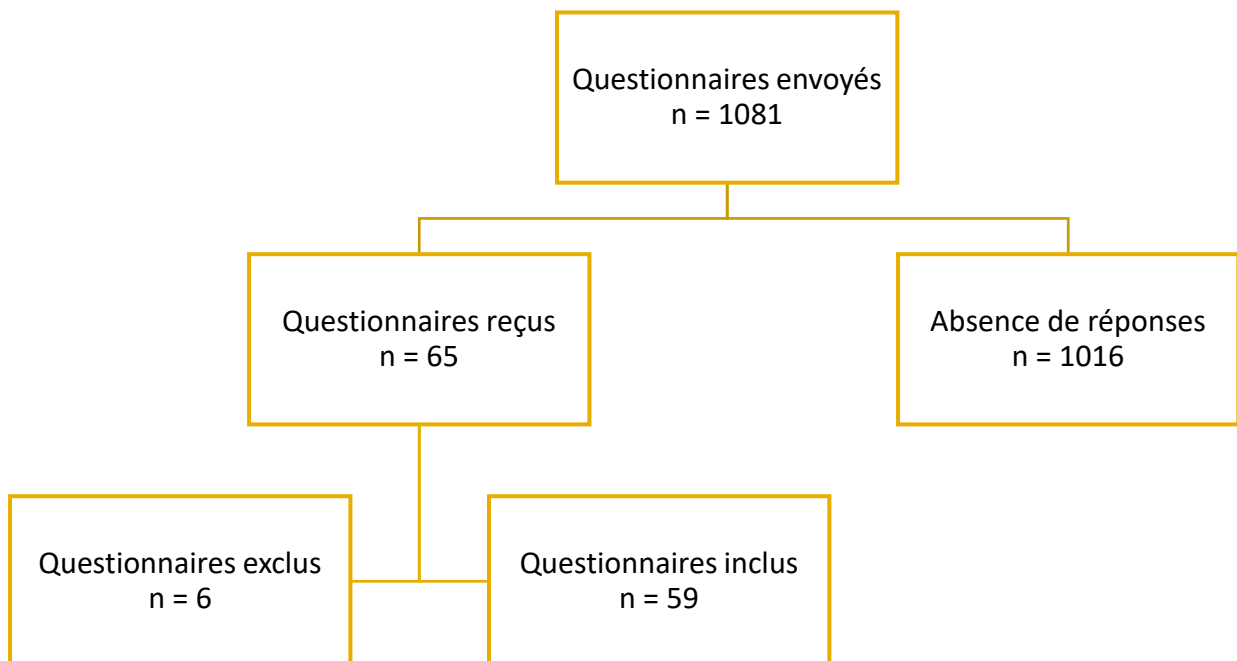 Questionnaires envoyés
n = 1081
Questionnaires reçus
n = 65
Absence de réponses
n = 1016
Questionnaires exclus
n = 6
Questionnaires inclus
n = 59